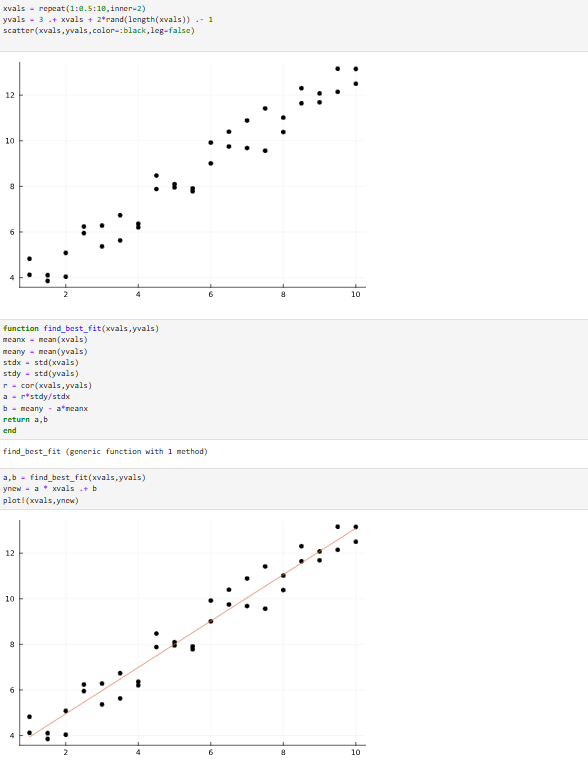 xvals = repeat(1:0.5:10,inner=2)
yvals = 3 .+ xvals + 2*rand(length(xvals)) .- 1
scatter(xvals,yvals,color=:black,leg=false)
12
10
8
6
4
2 4 6 8 10
function find_best_fit(xvals,yvals)
meanx = mean(xvals)
meany = mean(yvals)
stdx = std(xvals)
stdy = std(yvals)
r = cor(xvals,yvals)
a = r*stdy/stdx
b = meany - a*meanx
return a,b
end
find_best_fit (generic function with 1 method)
a,b = find_best_fit(xvals,yvals)
ynew = a * xvals .+ b
plot!(xvals,ynew)
12
10
8
6
4
2 4 6 8 10